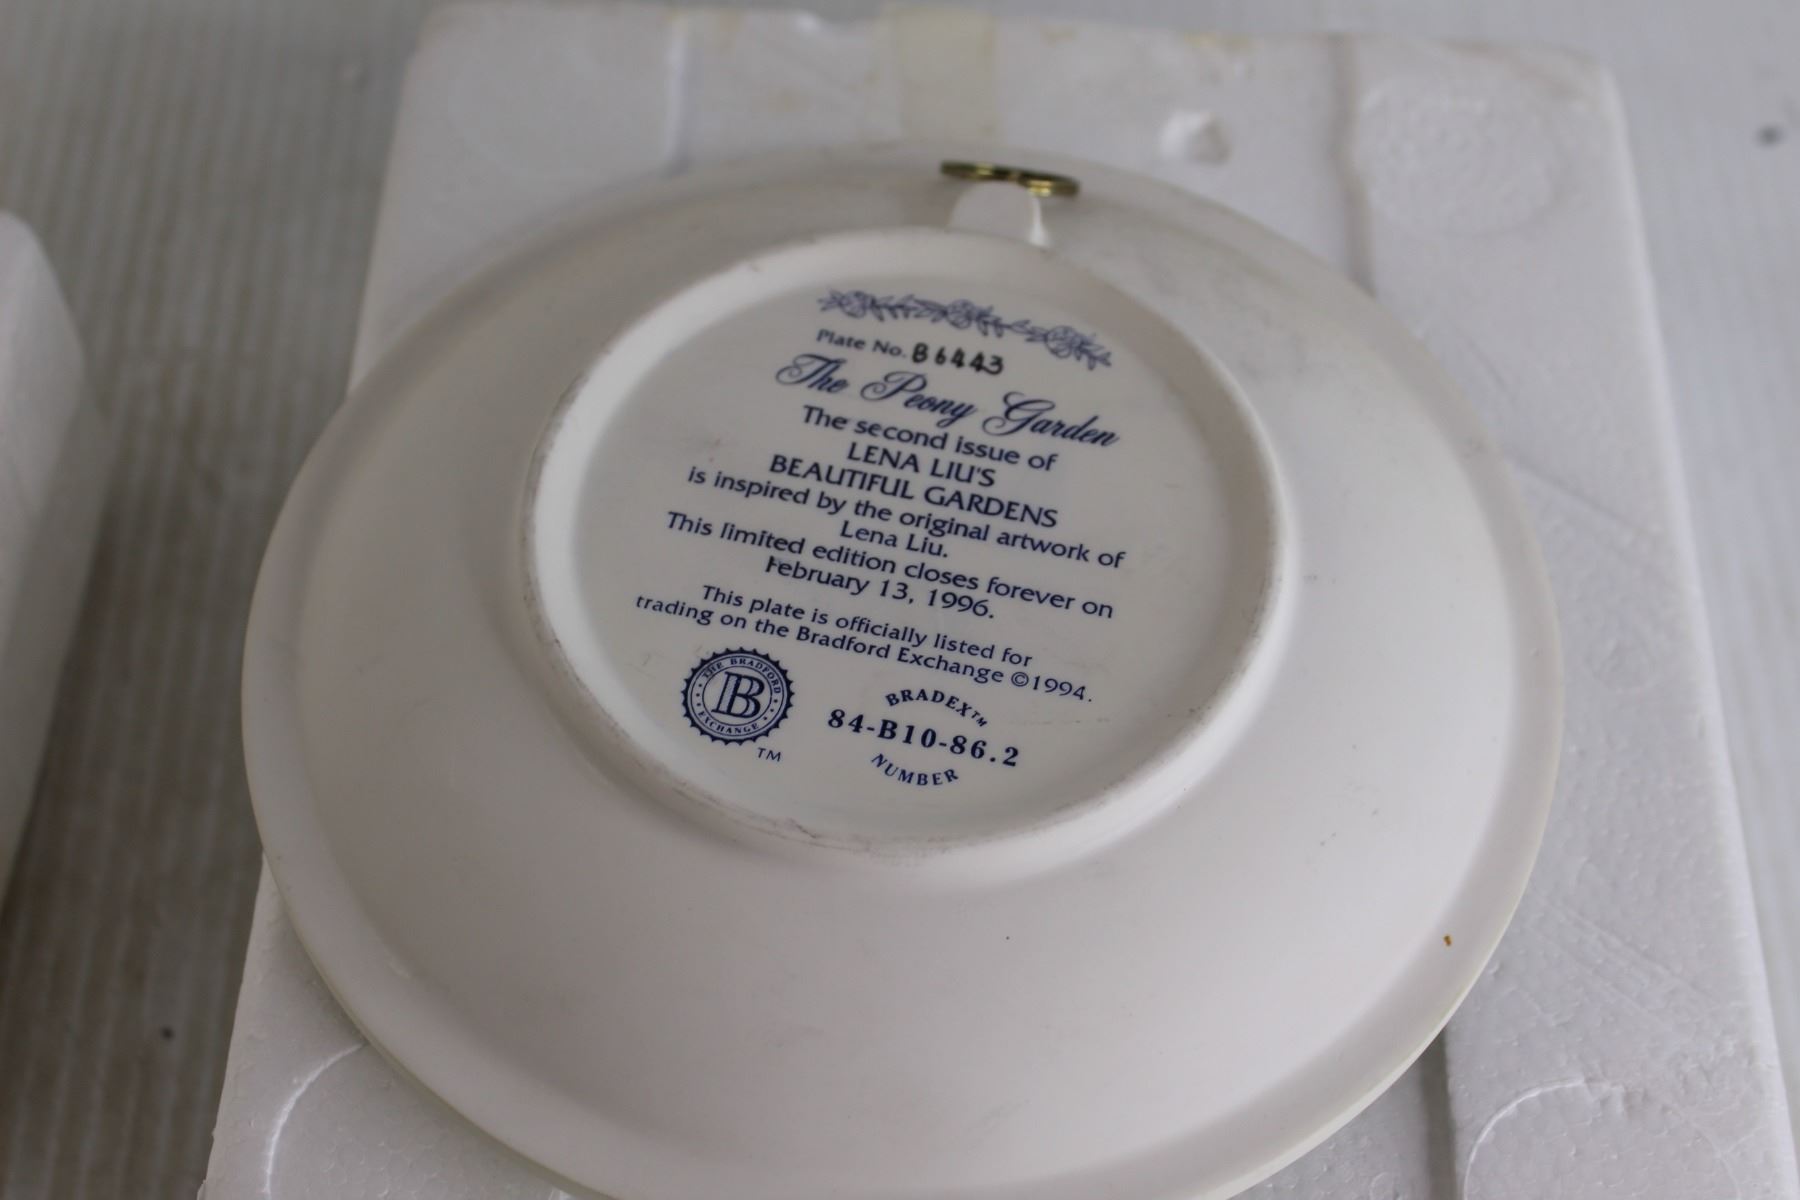 Plate No. B6443
The Peony Garden
The second issue of
LENA LIU'S
BEAUTIFUL GARDENS
is inspired by the original artwork of
Lena Liu.
This limited edition closes forever on
February 13, 1996.
This plate is officially listed for
trading on the Bradford Exchange ©1994.
THE BRADFORD EXCHANGE
B
TM
BRADEX™
84-B10-86.2
NUMBER